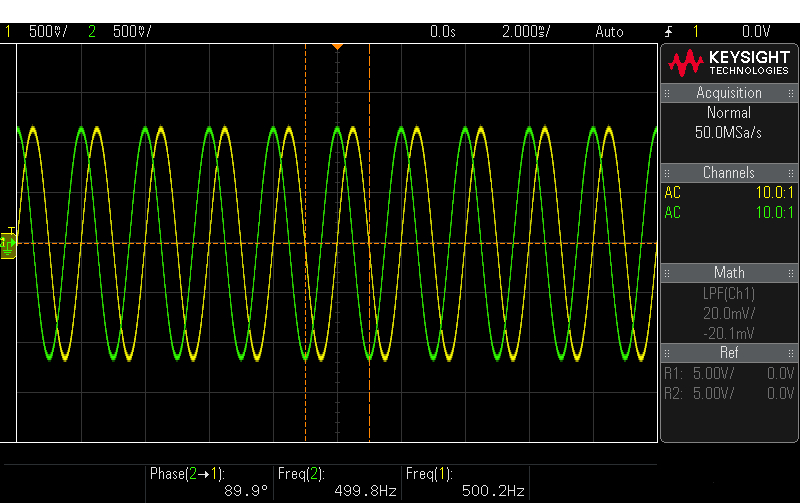 1 500mV/ 2 500mV/ 0.0s 2.000ms/ Auto 1 0.0V
KEYSIGHT
TECHNOLOGIES
Acquisition
Normal
50.0MSa/s
Channels
AC 10.0:1
AC 10.0:1
Math
LPF(Ch1)
20.0mV/
-20.1mV
Ref
R1: 5.00V/ 0.0V
R2: 5.00V/ 0.0V
T
Phase(2→1): Freq(2): Freq(1):
89.9° 499.8Hz 500.2Hz